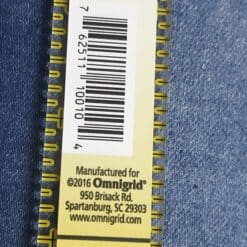 7 62511 10010 4
Manufactured for
©2016 Omnigrid®
950 Brisack Rd.
Spartanburg, SC 29303
www.omnigrid.com